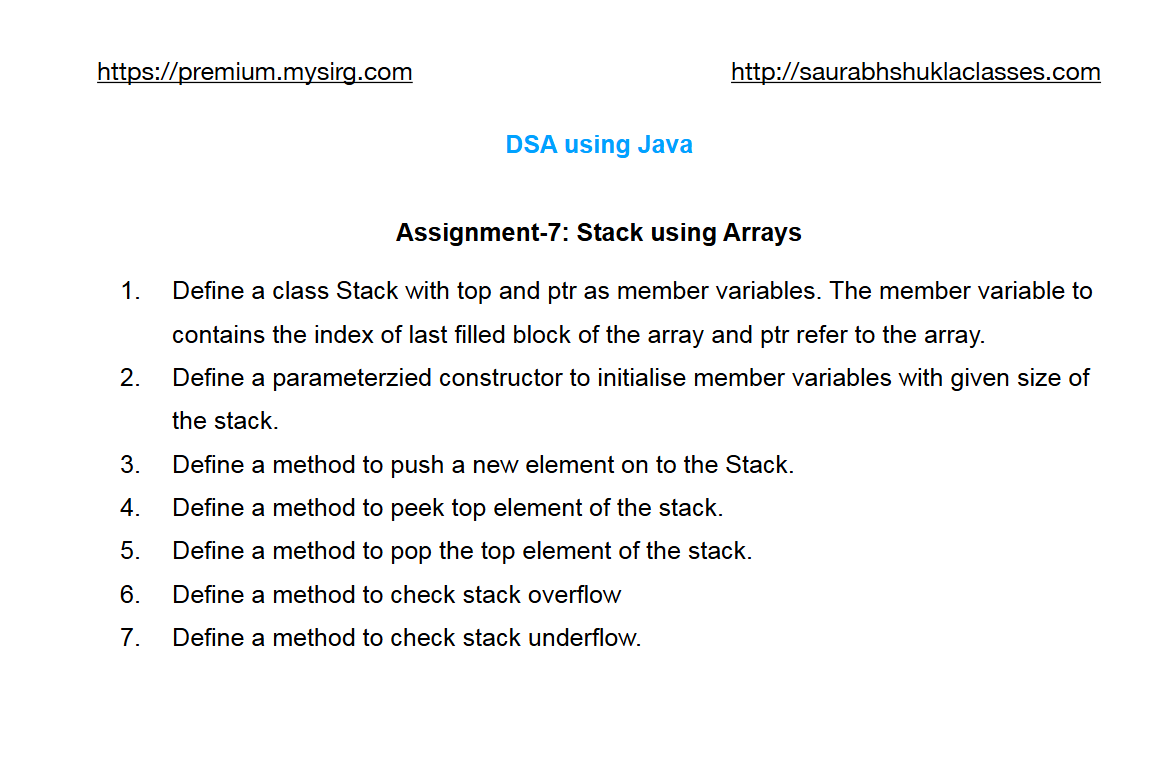 https://premium.mysirg.com http://saurabhshuklaclasses.com
DSA using Java
Assignment-7: Stack using Arrays
1. Define a class Stack with top and ptr as member variables. The member variable to
contains the index of last filled block of the array and ptr refer to the array.
2. Define a parameterzied constructor to initialise member variables with given size of
the stack.
3. Define a method to push a new element on to the Stack.
4. Define a method to peek top element of the stack.
5. Define a method to pop the top element of the stack.
6. Define a method to check stack overflow
7. Define a method to check stack underflow.